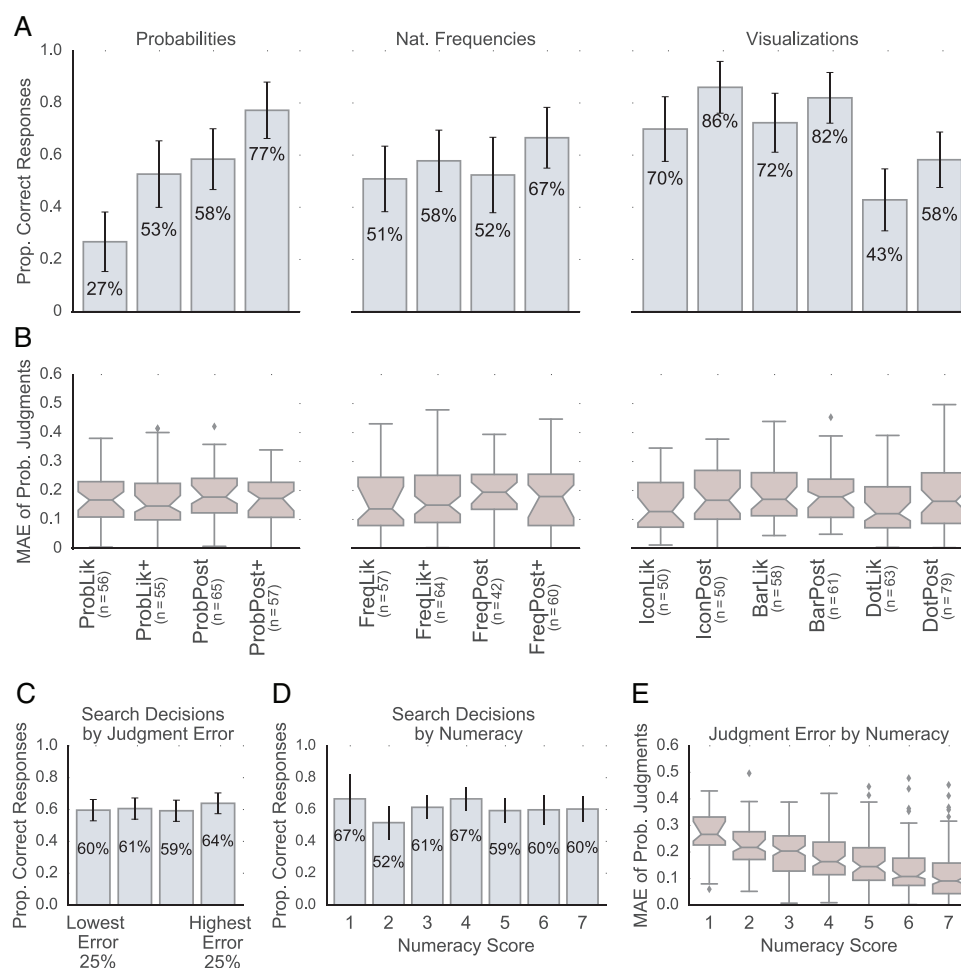 A
Probabilities
Nat. Frequencies
Visualizations
Prop. Correct Responses
1.0
0.8
0.6
0.4
0.2
0
27%
53%
58%
77%
51%
58%
52%
67%
70%
86%
72%
82%
43%
58%
B
MAE of Prob. Judgments
0.6
0.5
0.4
0.3
0.2
0.1
0
ProbLik
(n=56)
ProbLik+
(n=55)
ProbPost
(n=65)
ProbPost+
(n=57)
FreqLik
(n=57)
FreqLik+
(n=64)
FreqPost
(n=42)
FreqPost+
(n=60)
IconLik
(n=50)
IconPost
(n=50)
BarLik
(n=58)
BarPost
(n=61)
DotLik
(n=63)
DotPost
(n=79)
C
Search Decisions
by Judgment Error
Prop. Correct Responses
1.0
0.8
0.6
0.4
0.2
0.0
60%
61%
59%
64%
Lowest
Error
25%
Highest
Error
25%
D
Search Decisions
by Numeracy
Prop. Correct Responses
1.0
0.8
0.6
0.4
0.2
0.0
67%
52%
61%
67%
59%
60%
60%
1 2 3 4 5 6 7
Numeracy Score
E
Judgment Error by Numeracy
MAE of Prob. Judgments
0.6
0.5
0.4
0.3
0.2
0.1
0.0
1 2 3 4 5 6 7
Numeracy Score